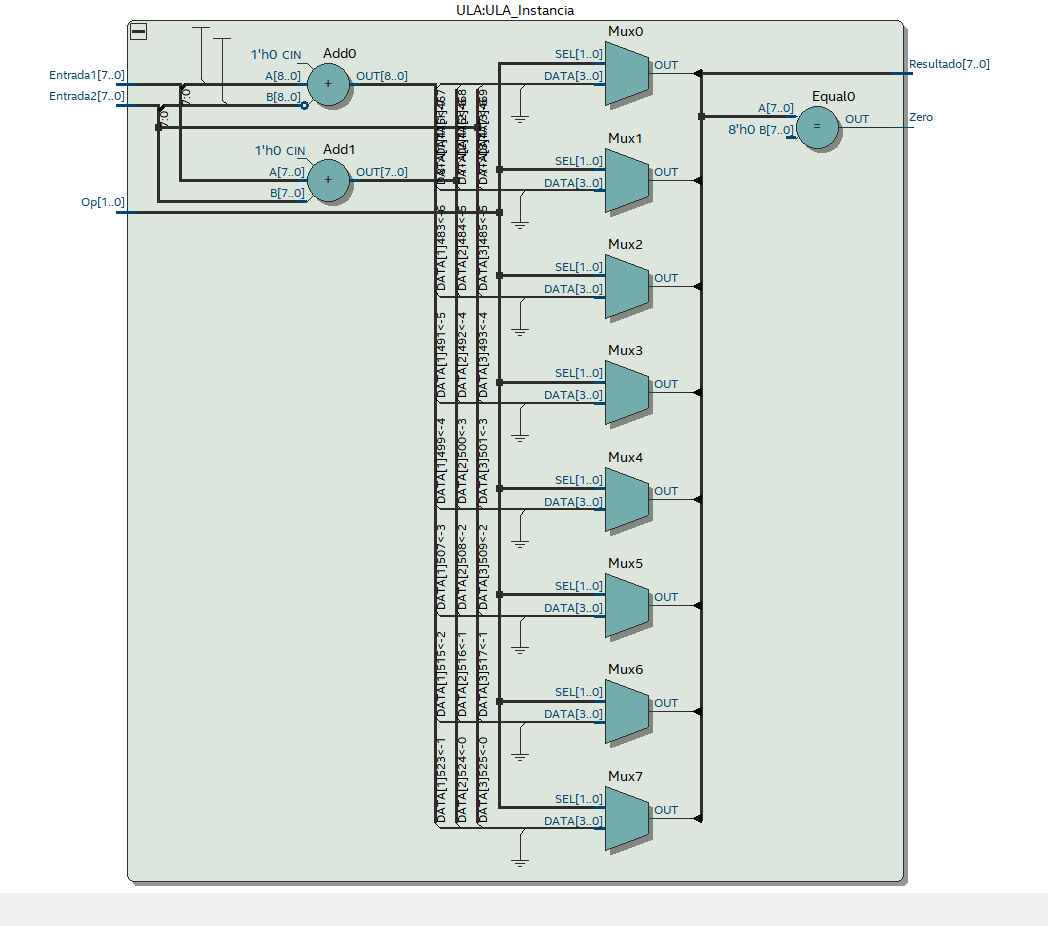 ULA:ULA_Instancia
Entrada1[7..0]
Entrada2[7..0]
Op[1..0]
7:0
7:0
Add0
1'h0 CIN
A[8..0]
B[8..0]
+
OUT[8..0]
Add1
1'h0 CIN
A[7..0]
B[7..0]
+
OUT[7..0]
DATA[1]483<-6
DATA[2]484<-5
DATA[3]485<-5
DATA[1]491<-5
DATA[2]492<-4
DATA[3]493<-4
DATA[1]499<-4
DATA[2]500<-3
DATA[3]501<-3
DATA[1]507<-3
DATA[2]508<-2
DATA[3]509<-2
DATA[1]515<-2
DATA[2]516<-1
DATA[3]517<-1
DATA[1]523<-1
DATA[2]524<-0
DATA[3]525<-0
Mux0
SEL[1..0]
DATA[3..0]
OUT
Mux1
SEL[1..0]
DATA[3..0]
OUT
Mux2
SEL[1..0]
DATA[3..0]
OUT
Mux3
SEL[1..0]
DATA[3..0]
OUT
Mux4
SEL[1..0]
DATA[3..0]
OUT
Mux5
SEL[1..0]
DATA[3..0]
OUT
Mux6
SEL[1..0]
DATA[3..0]
OUT
Mux7
SEL[1..0]
DATA[3..0]
OUT
Resultado[7..0]
Equal0
A[7..0]
8'h0 B[7..0]
=
OUT
Zero